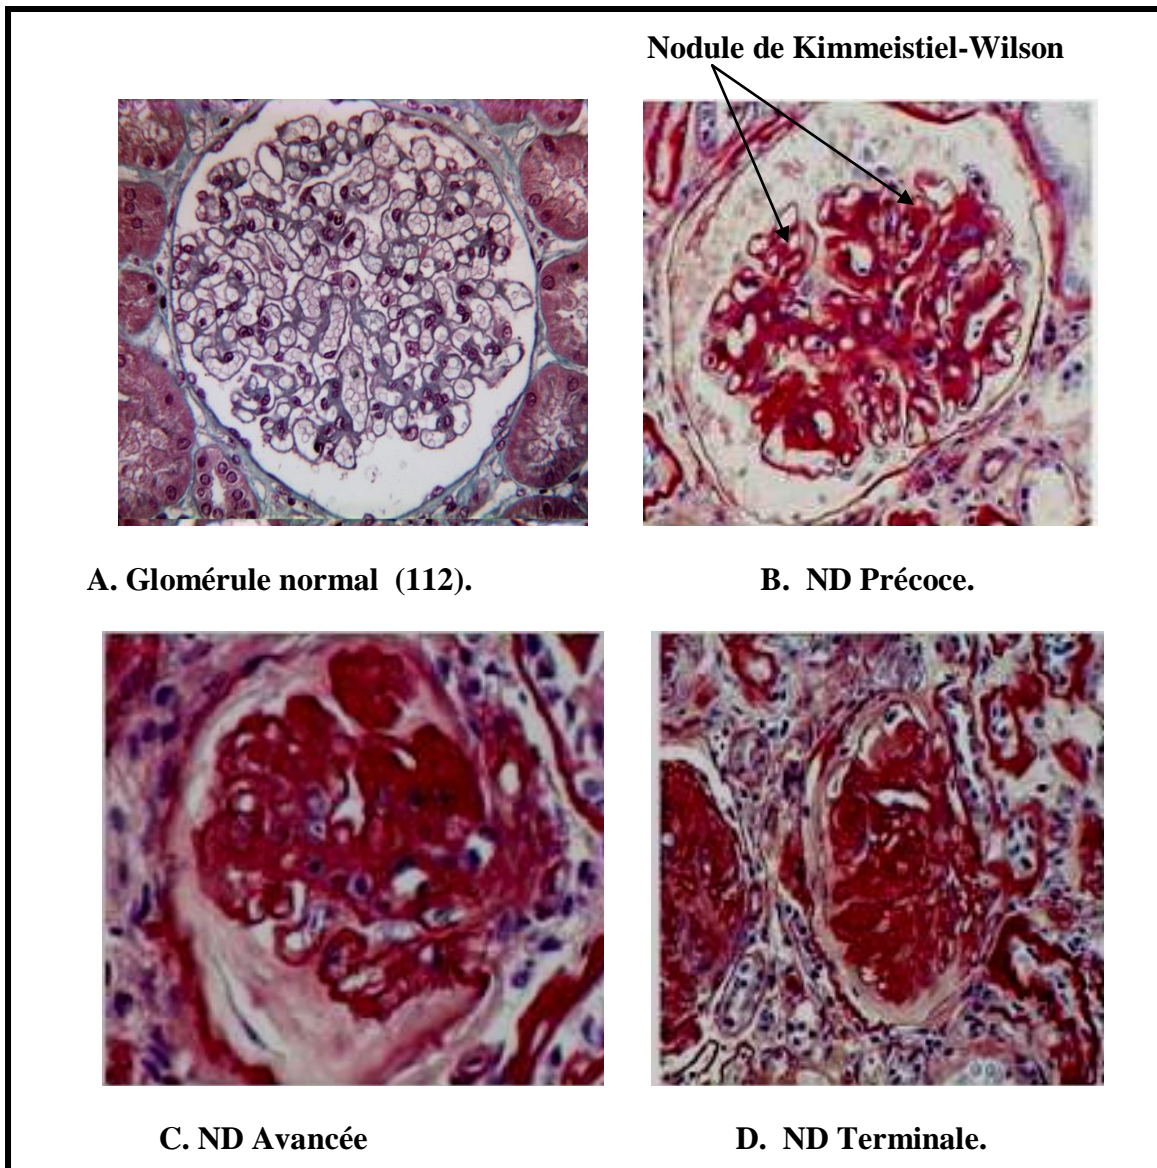 Nodule de Kimmeistiel-Wilson
A. Glomérule normal (112).
B. ND Précoce.
C. ND Avancée
D. ND Terminale.